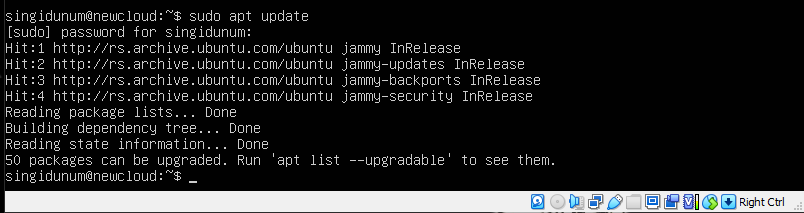 singidunum@newcloud:~$ sudo apt update
[sudo] password for singidunum:
Hit:1 http://rs.archive.ubuntu.com/ubuntu jammy InRelease
Hit:2 http://rs.archive.ubuntu.com/ubuntu jammy-updates InRelease
Hit:3 http://rs.archive.ubuntu.com/ubuntu jammy-backports InRelease
Hit:4 http://rs.archive.ubuntu.com/ubuntu jammy-security InRelease
Reading package lists... Done
Building dependency tree... Done
Reading state information... Done
50 packages can be upgraded. Run 'apt list --upgradable' to see them.
singidunum@newcloud:~$ _
Right Ctrl